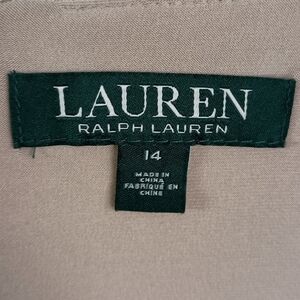 LAUREN
RALPH LAUREN
14
MADE IN
CHINA
FABRIQUÉ EN
CHINE